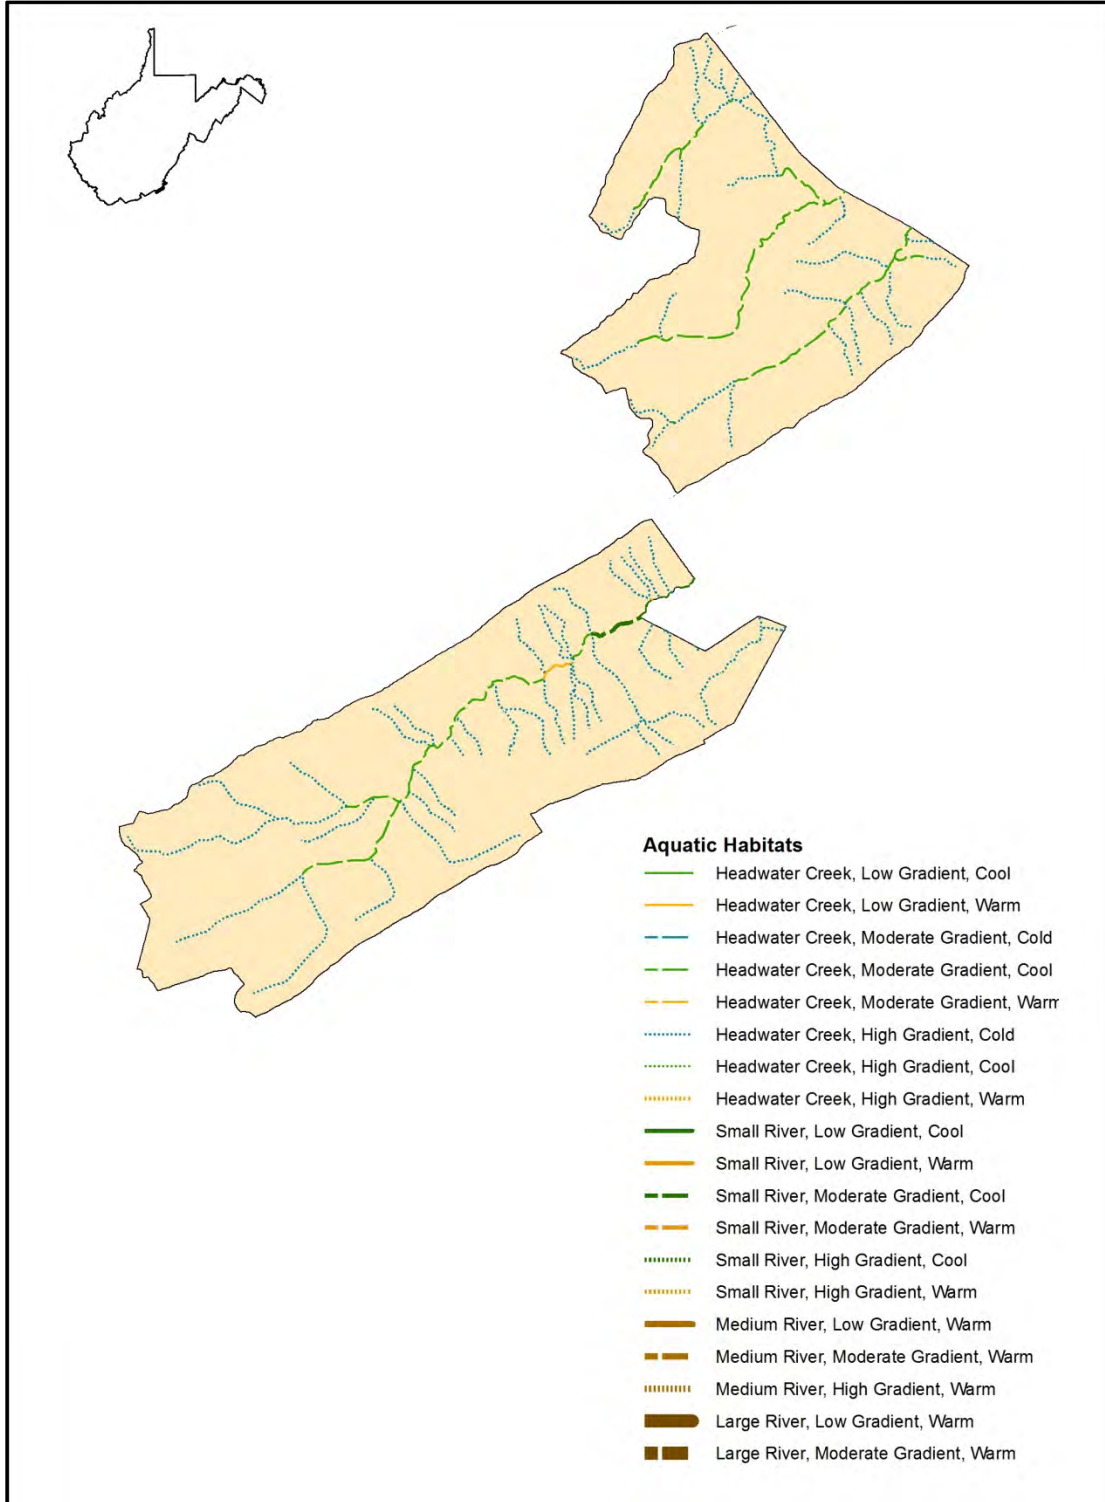 Aquatic Habitats
Headwater Creek, Low Gradient, Cool
Headwater Creek, Low Gradient, Warm
Headwater Creek, Moderate Gradient, Cold
Headwater Creek, Moderate Gradient, Cool
Headwater Creek, Moderate Gradient, Warm
Headwater Creek, High Gradient, Cold
Headwater Creek, High Gradient, Cool
Headwater Creek, High Gradient, Warm
Small River, Low Gradient, Cool
Small River, Low Gradient, Warm
Small River, Moderate Gradient, Cool
Small River, Moderate Gradient, Warm
Small River, High Gradient, Cool
Small River, High Gradient, Warm
Medium River, Low Gradient, Warm
Medium River, Moderate Gradient, Warm
Medium River, High Gradient, Warm
Large River, Low Gradient, Warm
Large River, Moderate Gradient, Warm